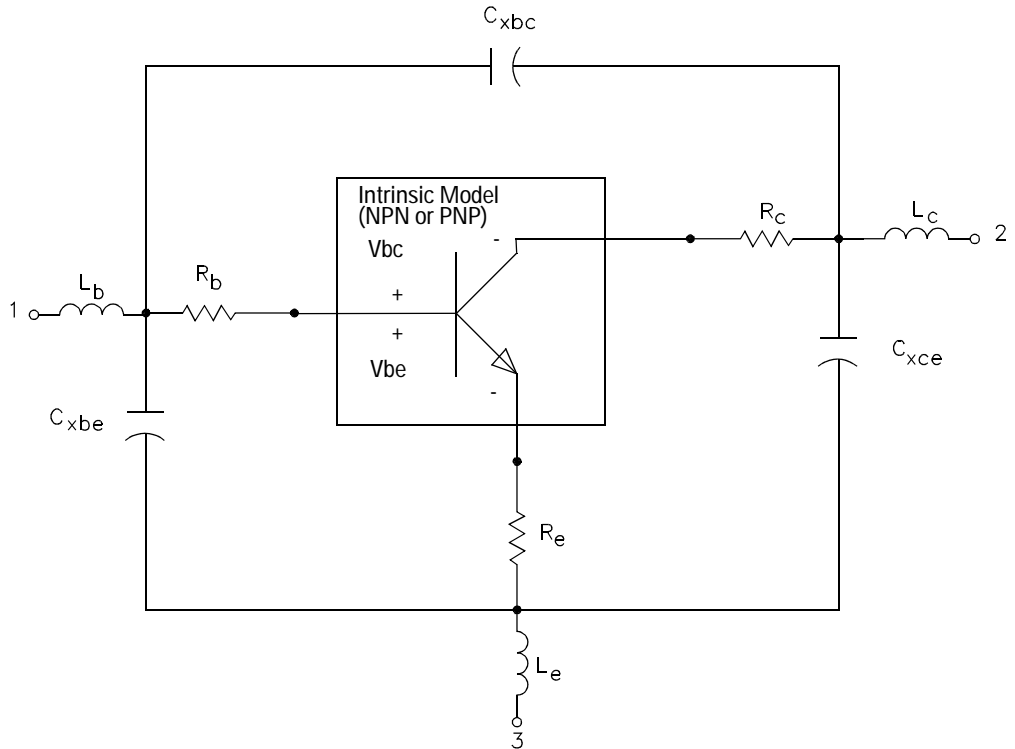 Cxbc
Intrinsic Model
(NPN or PNP)
Vbc
-
Rc
Lc
2
Lb
1
Rb
+
+
Vbe
-
Cxce
Cxbe
Re
Le
3